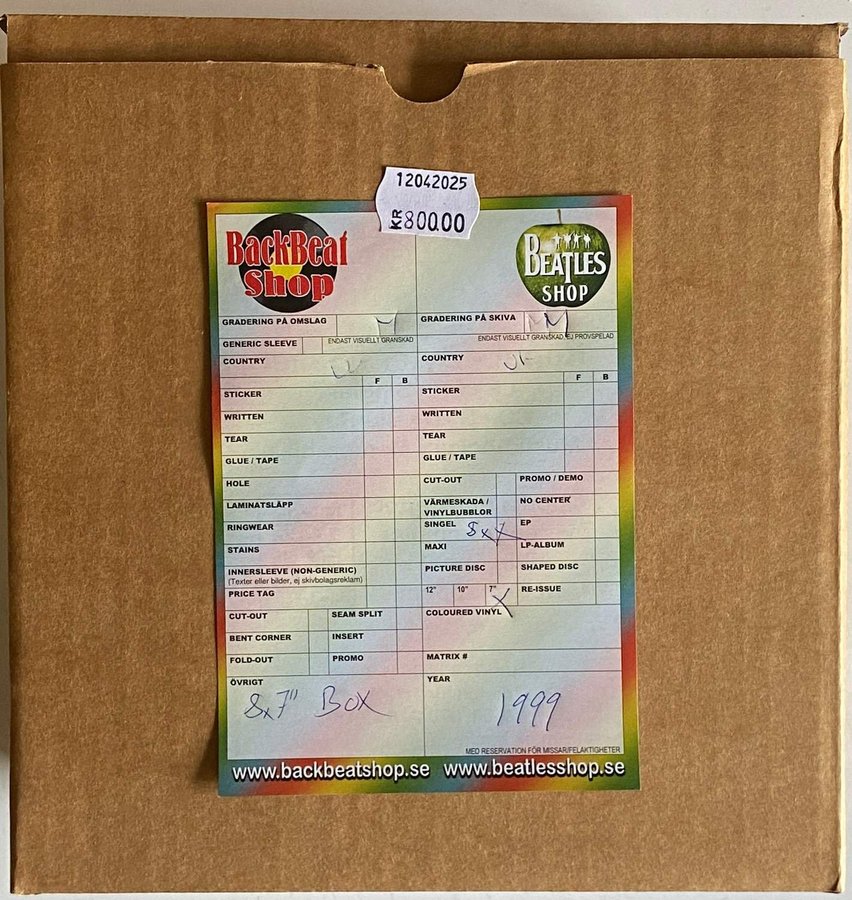 12042025
KR 800.00
BackBeat
Shop
BEATLES
SHOP
GRADERING PÅ OMSLAG
GENERIC SLEEVE
ENDAST VISUELLT GRANSKAD
COUNTRY
F B
STICKER
WRITTEN
TEAR
GLUE / TAPE
HOLE
LAMINATSLÄPP
RINGWEAR
STAINS
INNERSLEEVE (NON-GENERIC)
(Texter eller bilder, ej skivbolagsreklam)
PRICE TAG
CUT-OUT SEAM SPLIT
BENT CORNER INSERT
FOLD-OUT PROMO
ÖVRIGT
8x7" BOX
GRADERING PÅ SKIVA
ENDAST VISUELLT GRANSKAD, EJ PROVSPELAD
COUNTRY
F B
STICKER
WRITTEN
TEAR
GLUE / TAPE
CUT-OUT PROMO / DEMO
VÄRMESKADA / NO CENTER
VINYLBUBBLOR
SINGEL 8x X EP
MAXI LP-ALBUM
PICTURE DISC SHAPED DISC
12" 10" 7" X RE-ISSUE
COLOURED VINYL
MATRIX #
YEAR
1999
MED RESERVATION FÖR MISSAR/FELAKTIGHETER
www.backbeatshop.se www.beatlesshop.se